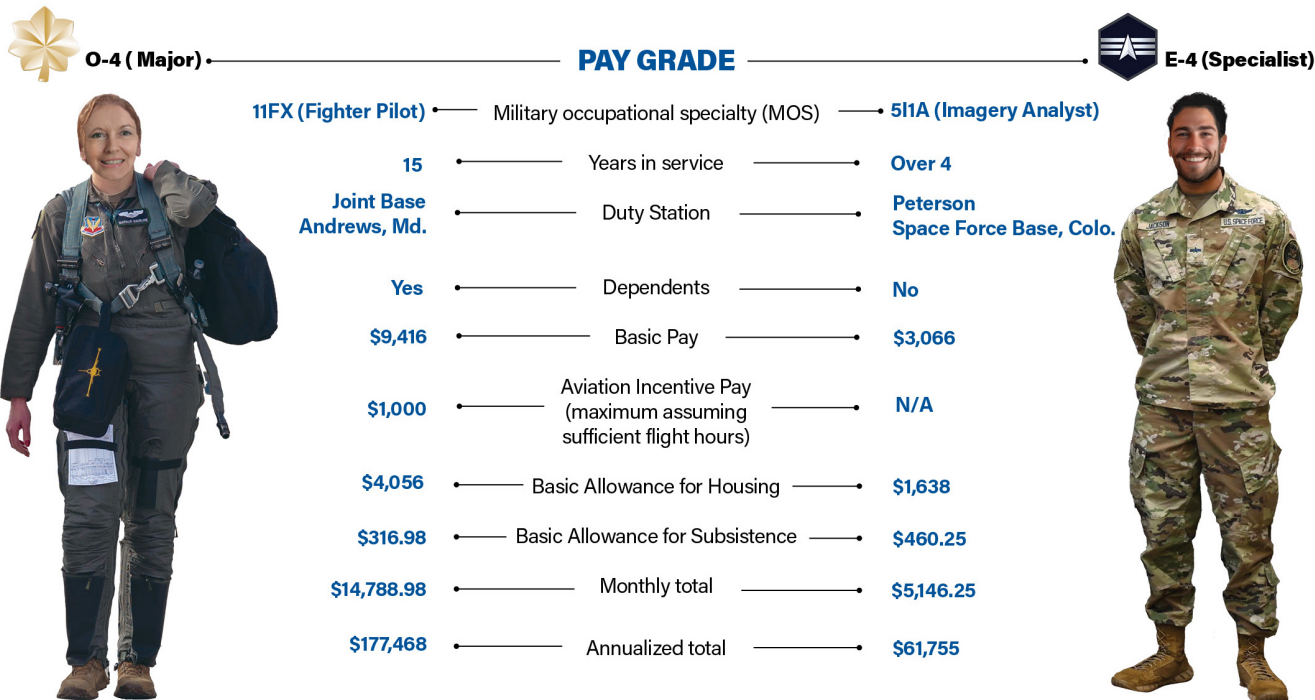 O-4 ( Major)
PAY GRADE
E-4 (Specialist)
11FX (Fighter Pilot)
Military occupational specialty (MOS)
5I1A (Imagery Analyst)
15
Years in service
Over 4
Joint Base
Andrews, Md.
Duty Station
Peterson
Space Force Base, Colo.
Yes
Dependents
No
$9,416
Basic Pay
$3,066
$1,000
Aviation Incentive Pay
(maximum assuming
sufficient flight hours)
N/A
$4,056
Basic Allowance for Housing
$1,638
$316.98
Basic Allowance for Subsistence
$460.25
$14,788.98
Monthly total
$5,146.25
$177,468
Annualized total
$61,755
JACKSON
U.S. SPACE FORCE